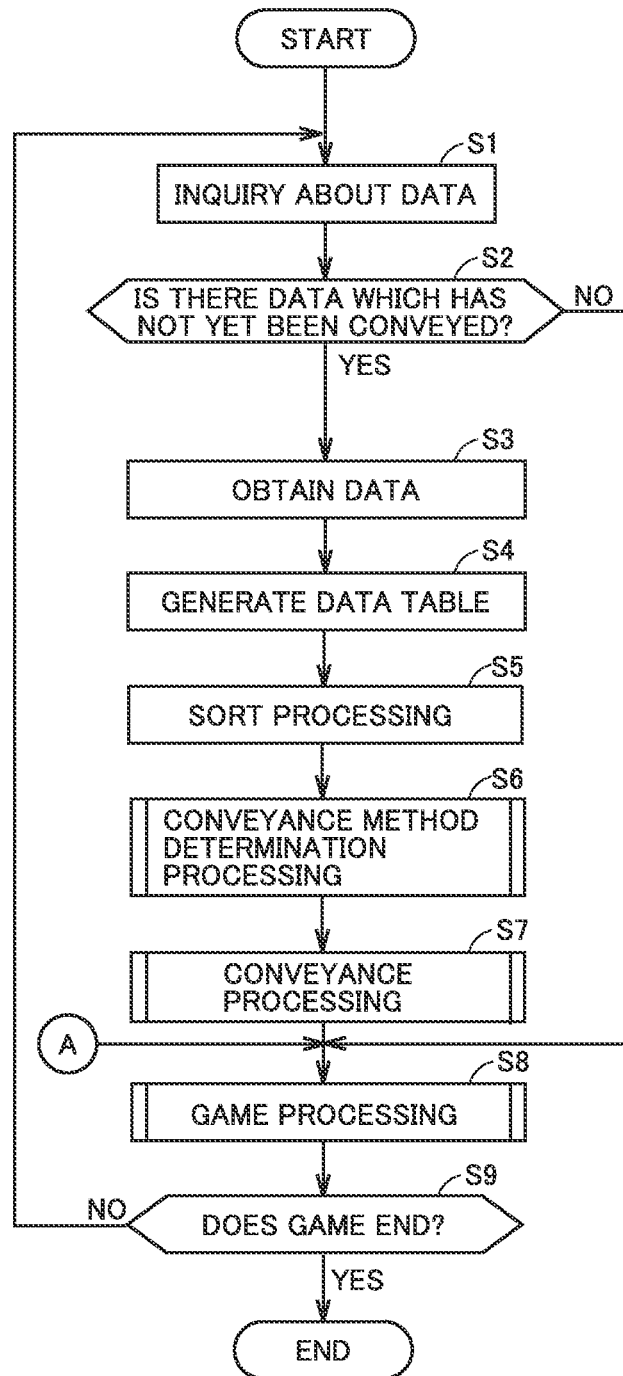 START
S1
INQUIRY ABOUT DATA
S2
IS THERE DATA WHICH HAS
NOT YET BEEN CONVEYED?
NO
YES
S3
OBTAIN DATA
S4
GENERATE DATA TABLE
S5
SORT PROCESSING
S6
CONVEYANCE METHOD
DETERMINATION
PROCESSING
S7
CONVEYANCE
PROCESSING
A
S8
GAME PROCESSING
S9
NO
DOES GAME END?
YES
END